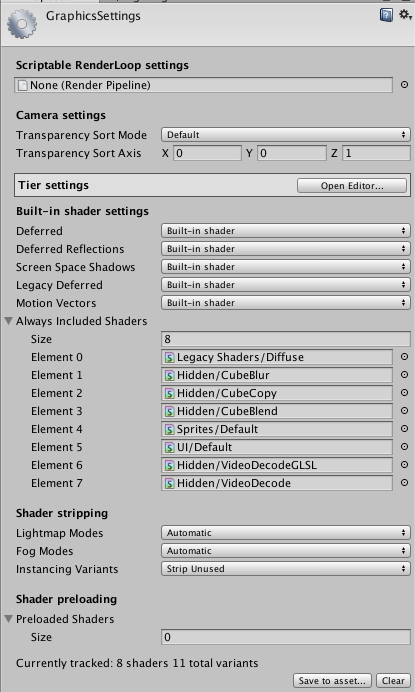 GraphicsSettings
Scriptable RenderLoop settings
None (Render Pipeline)
Camera settings
Transparency Sort Mode Default
Transparency Sort Axis X 0 Y 0 Z 1
Tier settings Open Editor...
Built-in shader settings
Deferred Built-in shader
Deferred Reflections Built-in shader
Screen Space Shadows Built-in shader
Legacy Deferred Built-in shader
Motion Vectors Built-in shader
Always Included Shaders
Size 8
Element 0 Legacy Shaders/Diffuse
Element 1 Hidden/CubeBlur
Element 2 Hidden/CubeCopy
Element 3 Hidden/CubeBlend
Element 4 Sprites/Default
Element 5 UI/Default
Element 6 Hidden/VideoDecodeGLSL
Element 7 Hidden/VideoDecode
Shader stripping
Lightmap Modes Automatic
Fog Modes Automatic
Instancing Variants Strip Unused
Shader preloading
Preloaded Shaders
Size 0
Currently tracked: 8 shaders 11 total variants
Save to asset... Clear